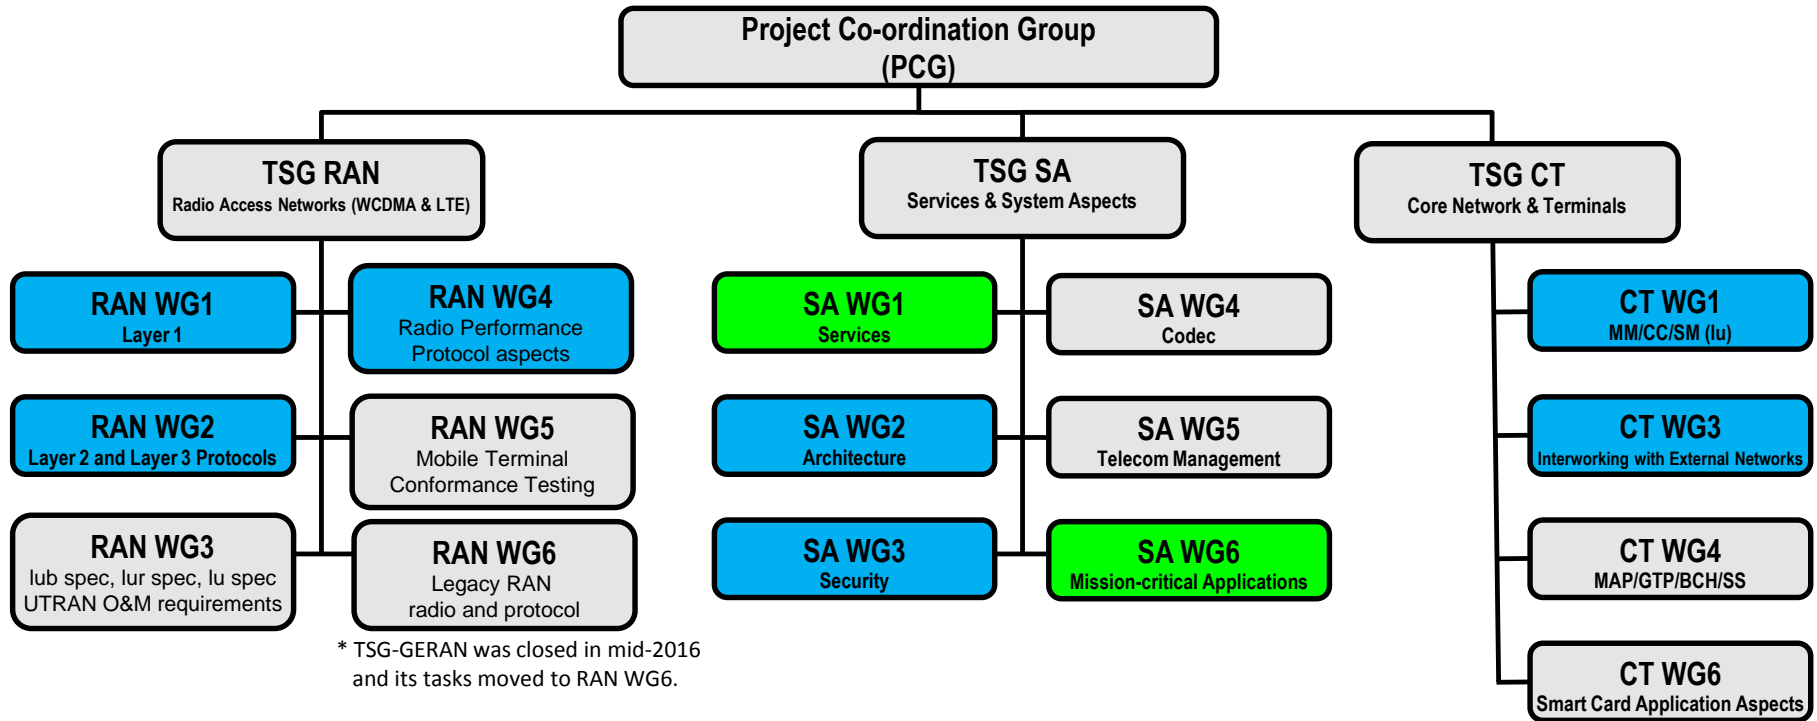 Project Co-ordination Group
(PCG)
TSG RAN
Radio Access Networks (WCDMA & LTE)
TSG SA
Services & System Aspects
TSG CT
Core Network & Terminals
RAN WG1
Layer 1
RAN WG4
Radio Performance
Protocol aspects
RAN WG2
Layer 2 and Layer 3 Protocols
RAN WG5
Mobile Terminal
Conformance Testing
RAN WG3
Iub spec, Iur spec, Iu spec
UTRAN O&M requirements
RAN WG6
Legacy RAN
radio and protocol
* TSG-GERAN was closed in mid-2016
and its tasks moved to RAN WG6.
SA WG1
Services
SA WG4
Codec
SA WG2
Architecture
SA WG5
Telecom Management
SA WG3
Security
SA WG6
Mission-critical Applications
CT WG1
MM/CC/SM (Iu)
CT WG3
Interworking with External Networks
CT WG4
MAP/GTP/BCH/SS
CT WG6
Smart Card Application Aspects